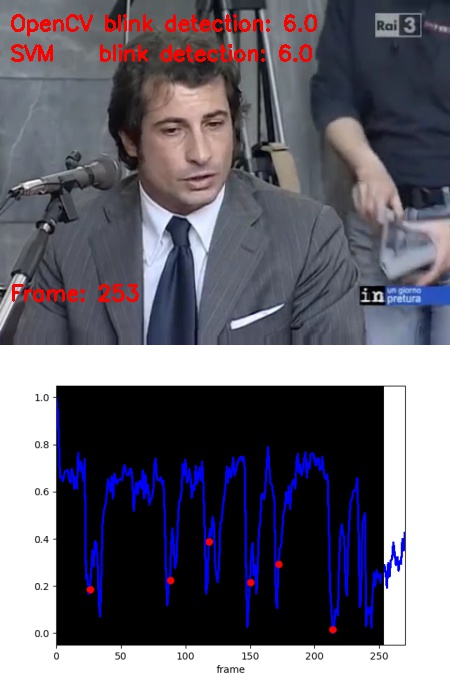 OpenCV blink detection: 6.0
SVM blink detection: 6.0
Rai 3
Frame: 253
in un giorno
pretura
1.0
0.8
0.6
0.4
0.2
0.0
0 50 100 150 200 250
frame